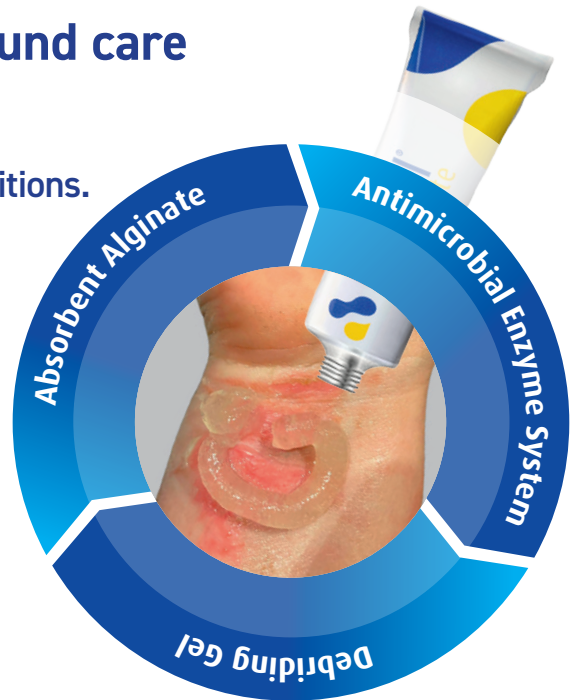 und care
itions.
Absorbent Alginate
Antimicrobial Enzyme System
Debriding Gel